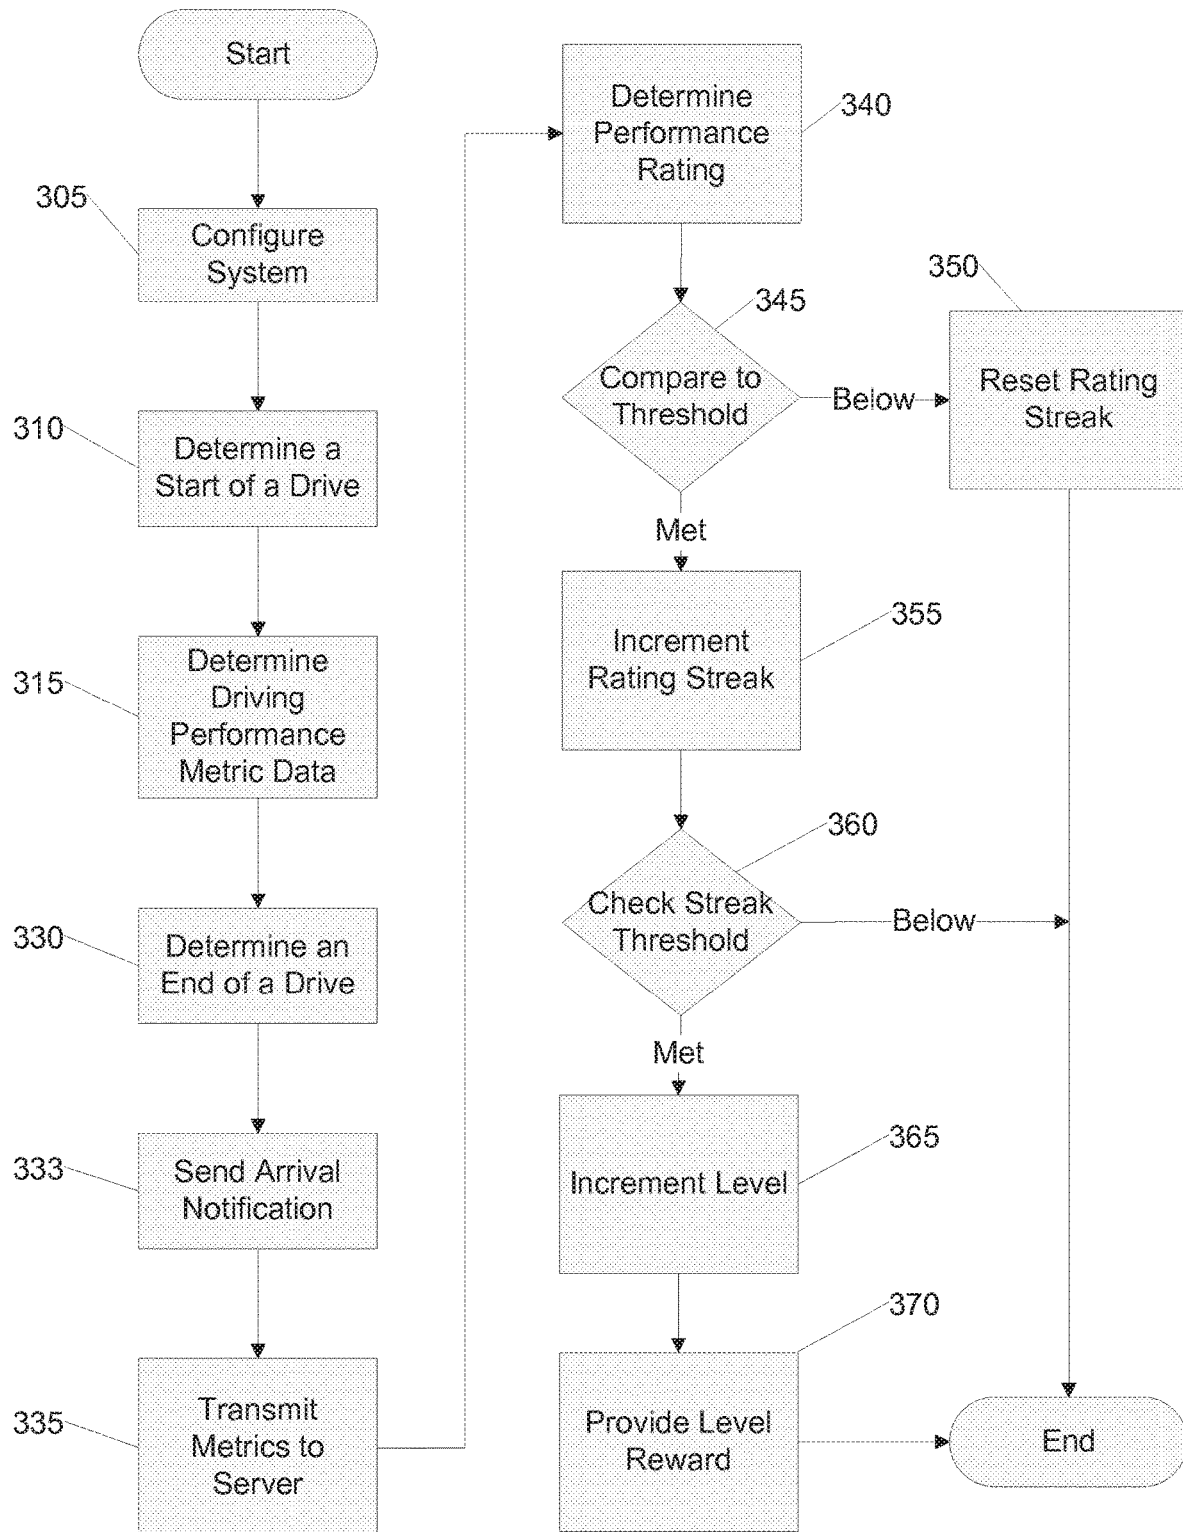 Start
305
Configure
System
310
Determine a
Start of a Drive
315
Determine
Driving
Performance
Metric Data
330
Determine an
End of a Drive
333
Send Arrival
Notification
335
Transmit
Metrics to
Server
Determine
Performance
Rating
340
345
Compare to
Threshold
Below
350
Reset Rating
Streak
Met
Increment
Rating Streak
355
360
Check Streak
Threshold
Below
Met
Increment Level
365
370
Provide Level
Reward
End